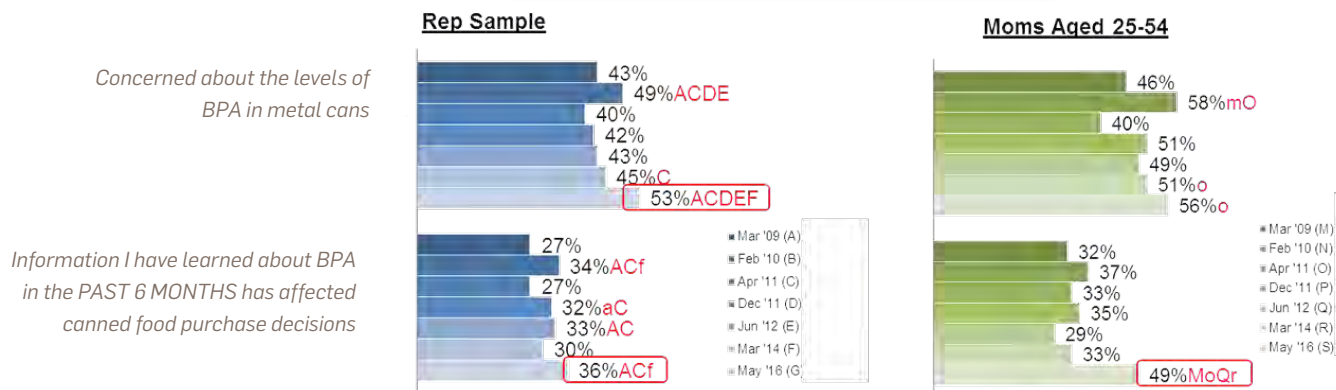 Rep Sample
Moms Aged 25-54
Concerned about the levels of
BPA in metal cans
43%
49%ACDE
40%
42%
43%
45%C
53%ACDEF
46%
58%mO
40%
51%
49%
51%o
56%o
Information I have learned about BPA
in the PAST 6 MONTHS has affected
canned food purchase decisions
27%
34%ACf
27%
32%aC
33%AC
30%
36%ACf
Mar '09 (A)
Feb '10 (B)
Apr '11 (C)
Dec '11 (D)
Jun '12 (E)
Mar '14 (F)
May '16 (G)
32%
37%
33%
35%
29%
33%
49%MoQr
Mar '09 (M)
Feb '10 (N)
Apr '11 (O)
Dec '11 (P)
Jun '12 (Q)
Mar '14 (R)
May '16 (S)